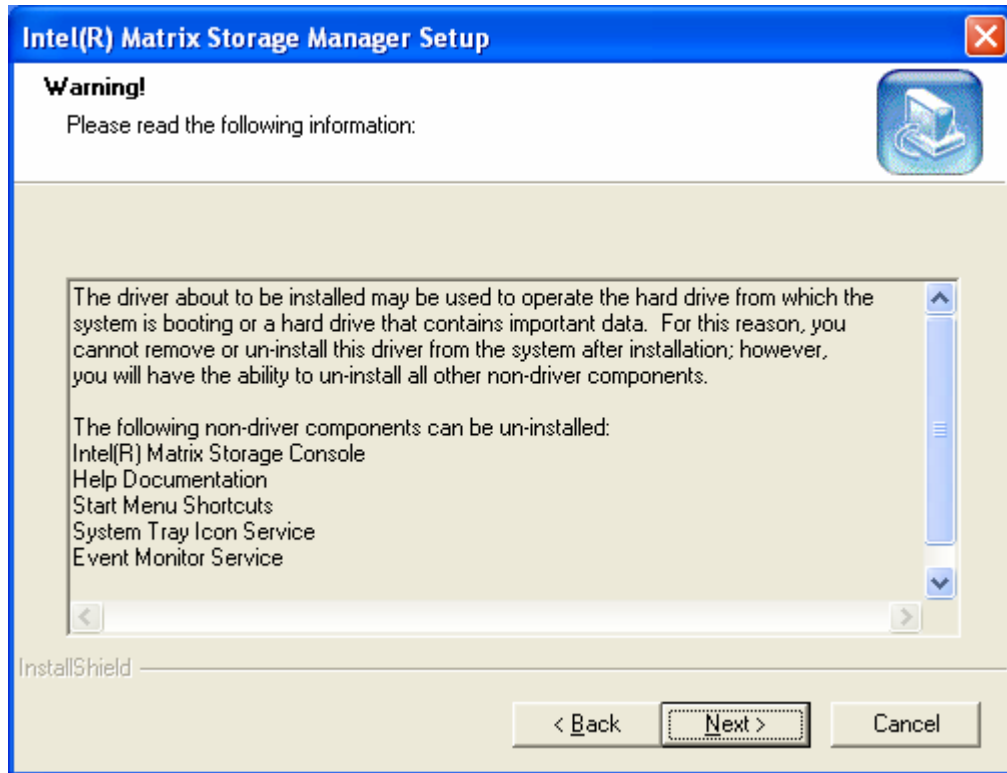 Intel(R) Matrix Storage Manager Setup
Warning!
Please read the following information:
The driver about to be installed may be used to operate the hard drive from which the
system is booting or a hard drive that contains important data.  For this reason, you
cannot remove or un-install this driver from the system after installation; however,
you will have the ability to un-install all other non-driver components.
The following non-driver components can be un-installed:
Intel(R) Matrix Storage Console
Help Documentation
Start Menu Shortcuts
System Tray Icon Service
Event Monitor Service
InstallShield
< Back
Next >
Cancel